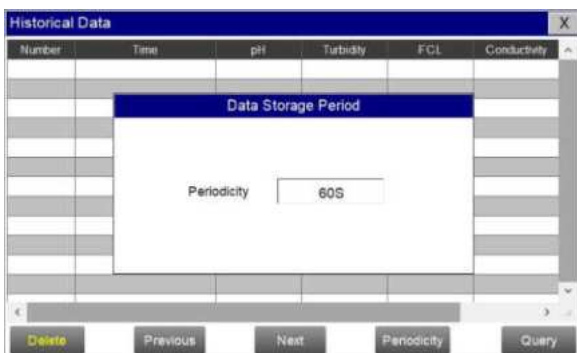 Historical Data X
Number Time pH Turbidity FCL Conductivity
Data Storage Period
Periodicity 60S
Delete Previous Next Periodicity Query